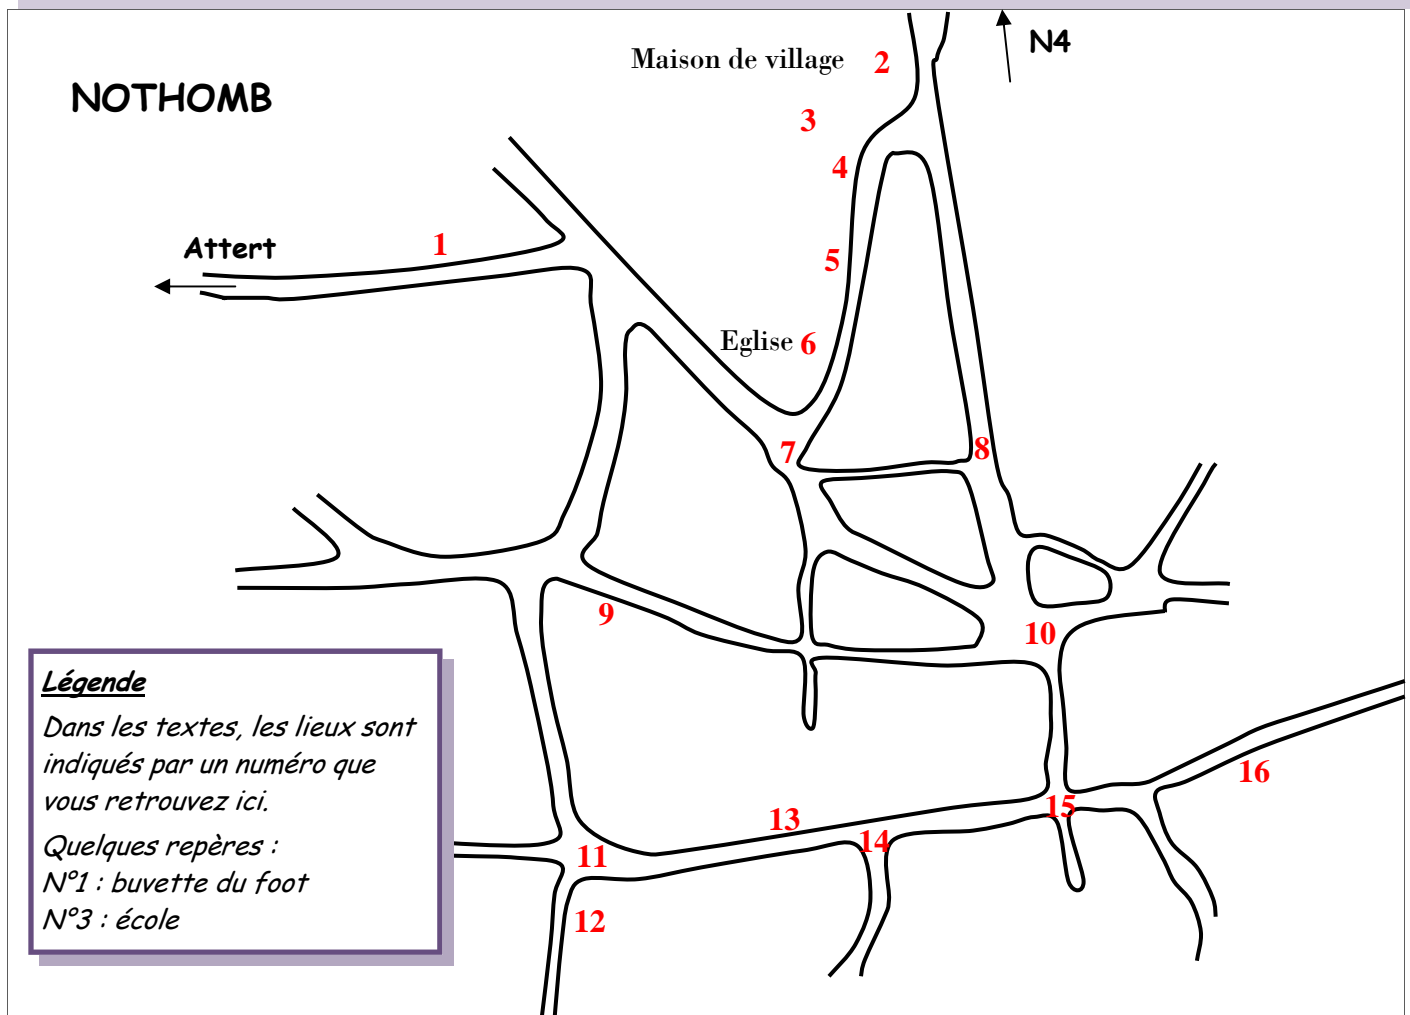 N4
Maison de village 2
NOTHOMB
3
4
Attert
1
5
Eglise 6
7
8
9
10
Légende
Dans les textes, les lieux sont
indiqués par un numéro que
vous retrouvez ici.
Quelques repères :
N°1 : buvette du foot
N°3 : école
16
15
13
14
11
12